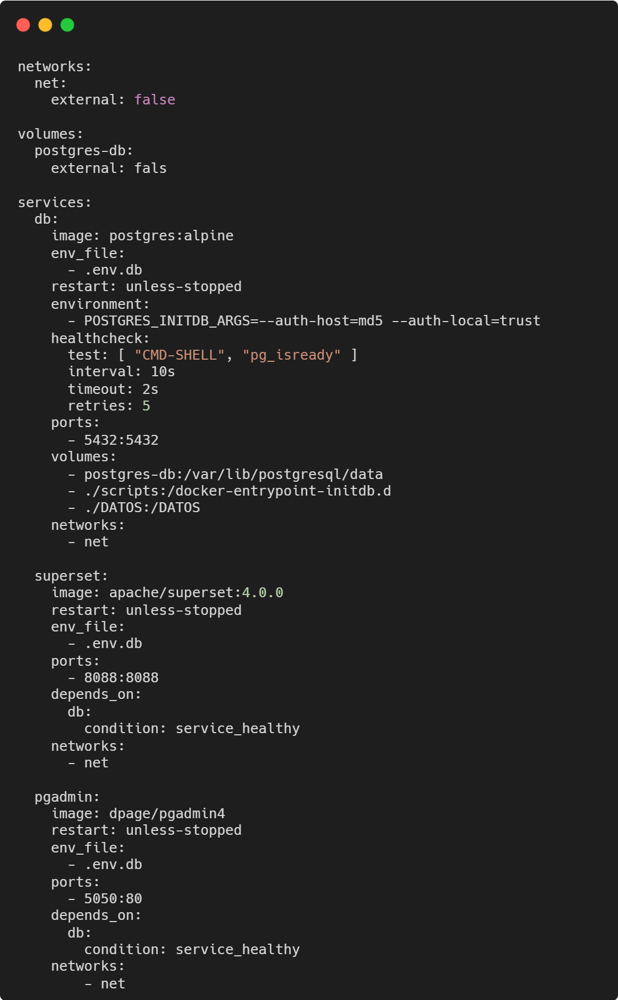 networks:
  net:
    external: false

volumes:
  postgres-db:
    external: fals

services:
  db:
    image: postgres:alpine
    env_file:
      - .env.db
    restart: unless-stopped
    environment:
      - POSTGRES_INITDB_ARGS=--auth-host=md5 --auth-local=trust
    healthcheck:
      test: [ "CMD-SHELL", "pg_isready" ]
      interval: 10s
      timeout: 2s
      retries: 5
    ports:
      - 5432:5432
    volumes:
      - postgres-db:/var/lib/postgresql/data
      - ./scripts:/docker-entrypoint-initdb.d
      - ./DATOS:/DATOS
    networks:
      - net

  superset:
    image: apache/superset:4.0.0
    restart: unless-stopped
    env_file:
      - .env.db
    ports:
      - 8088:8088
    depends_on:
      db:
        condition: service_healthy
    networks:
      - net

  pgadmin:
    image: dpage/pgadmin4
    restart: unless-stopped
    env_file:
      - .env.db
    ports:
      - 5050:80
    depends_on:
      db:
        condition: service_healthy
    networks:
        - net